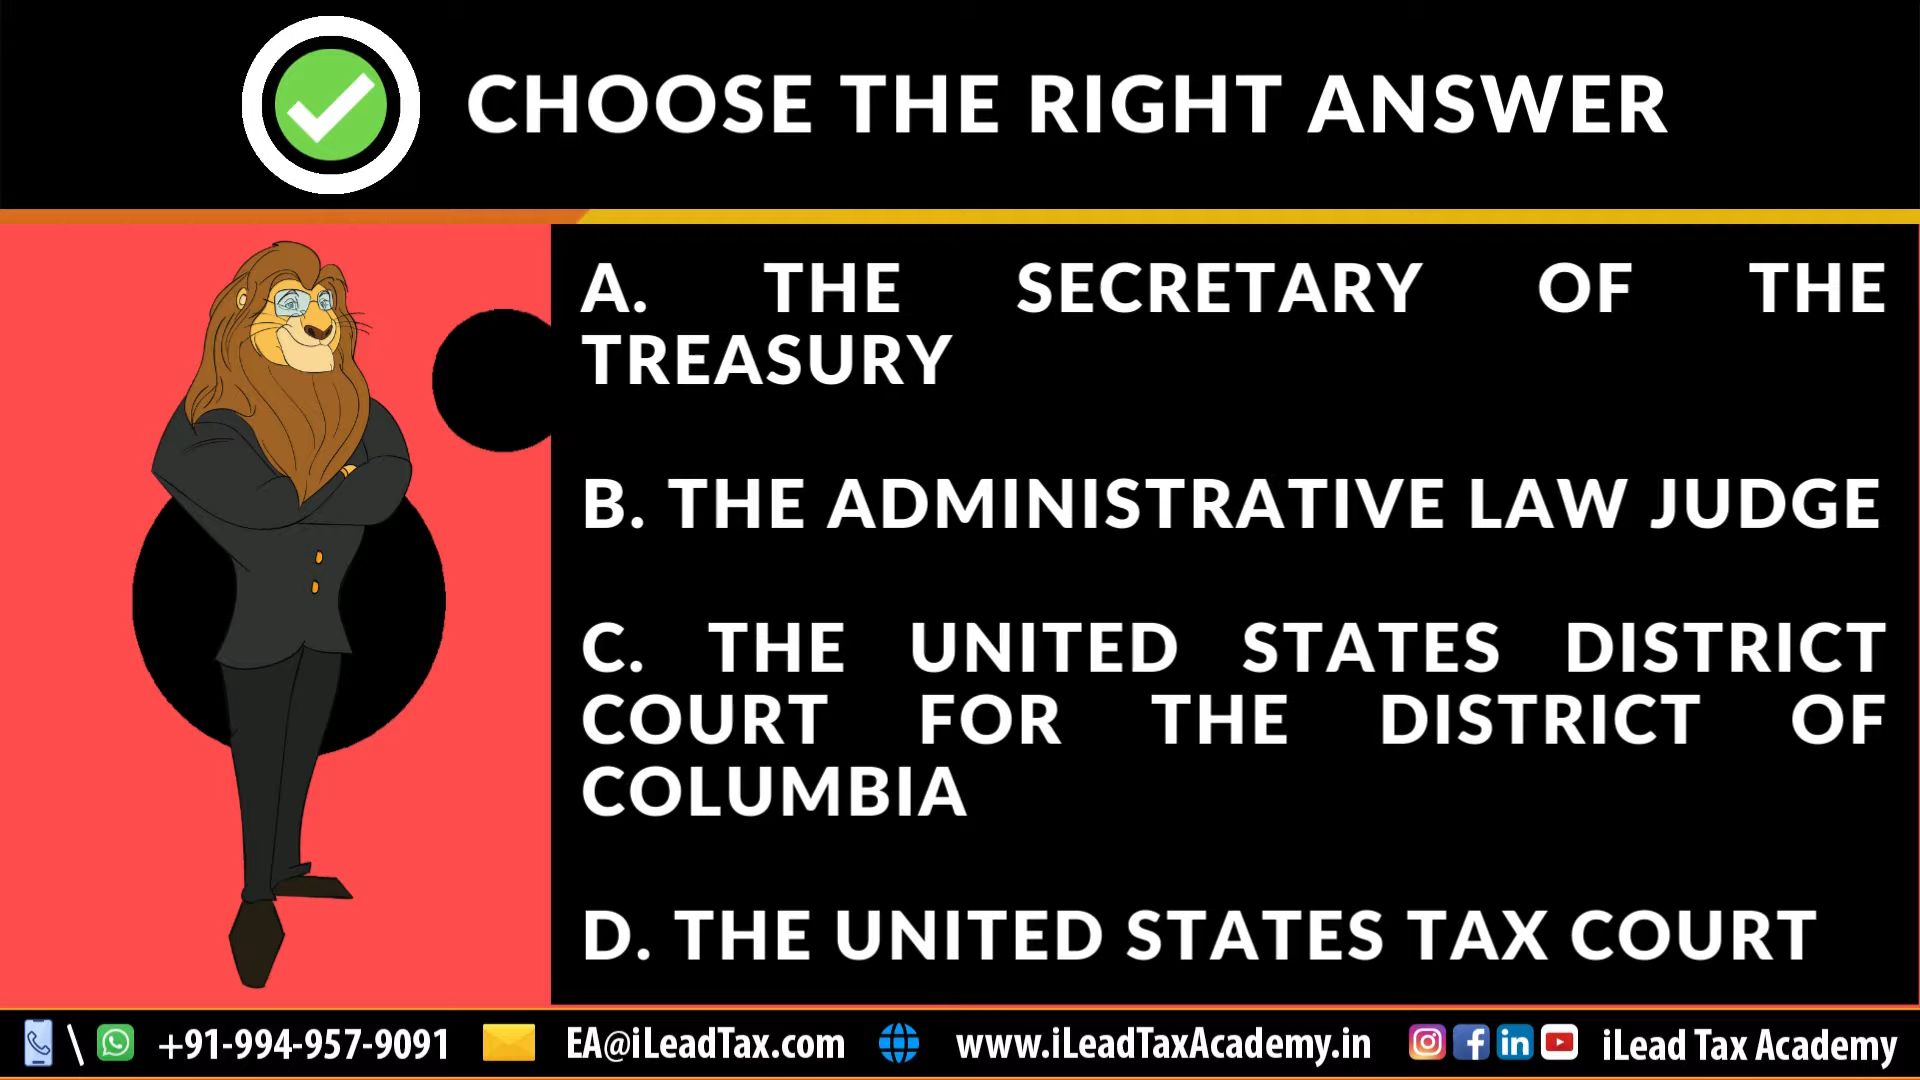 CHOOSE THE RIGHT ANSWER
A. THE SECRETARY OF THE
TREASURY
B. THE ADMINISTRATIVE LAW JUDGE
C. THE UNITED STATES DISTRICT
COURT FOR THE DISTRICT OF
COLUMBIA
D. THE UNITED STATES TAX COURT
\ +91-994-957-9091 EA@iLeadTax.com www.iLeadTaxAcademy.in iLead Tax Academy